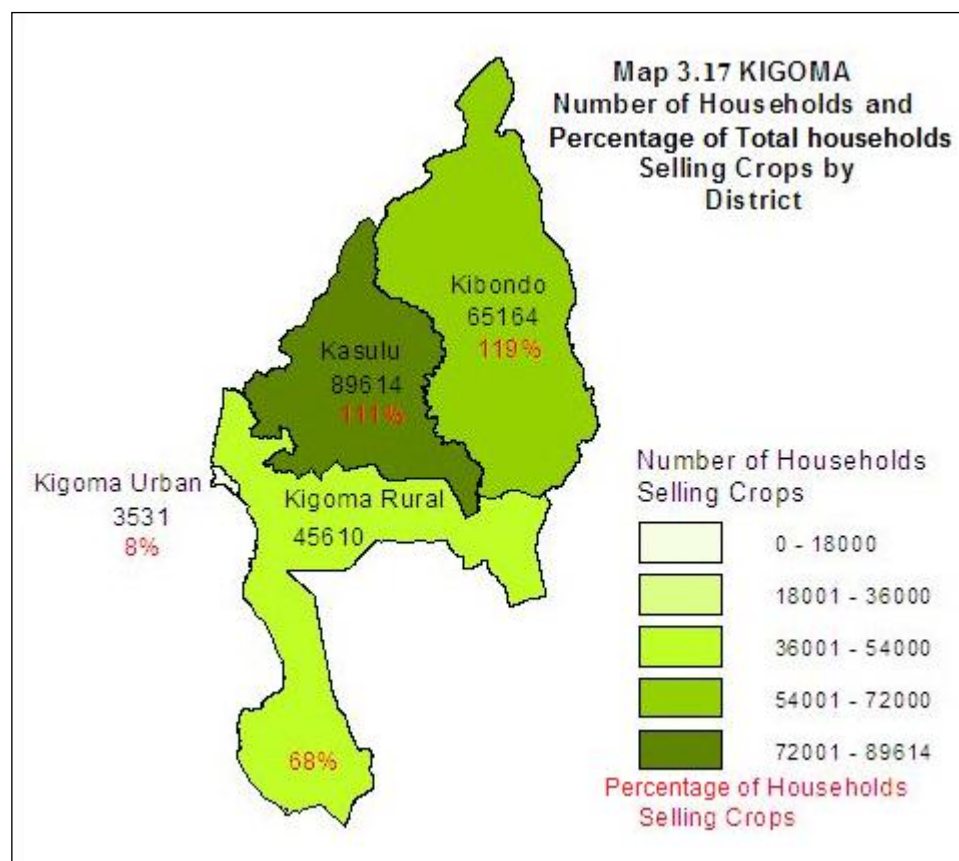 Map 3.17 KIGOMA
Number of Households and
Percentage of Total households
Selling Crops by
District
Kibondo
65164
119%
Kasulu
89614
111%
Kigoma Urban
3531
8%
Kigoma Rural
45610
68%
Number of Households
Selling Crops
0 - 18000
18001 - 36000
36001 - 54000
54001 - 72000
72001 - 89614
Percentage of Households
Selling Crops